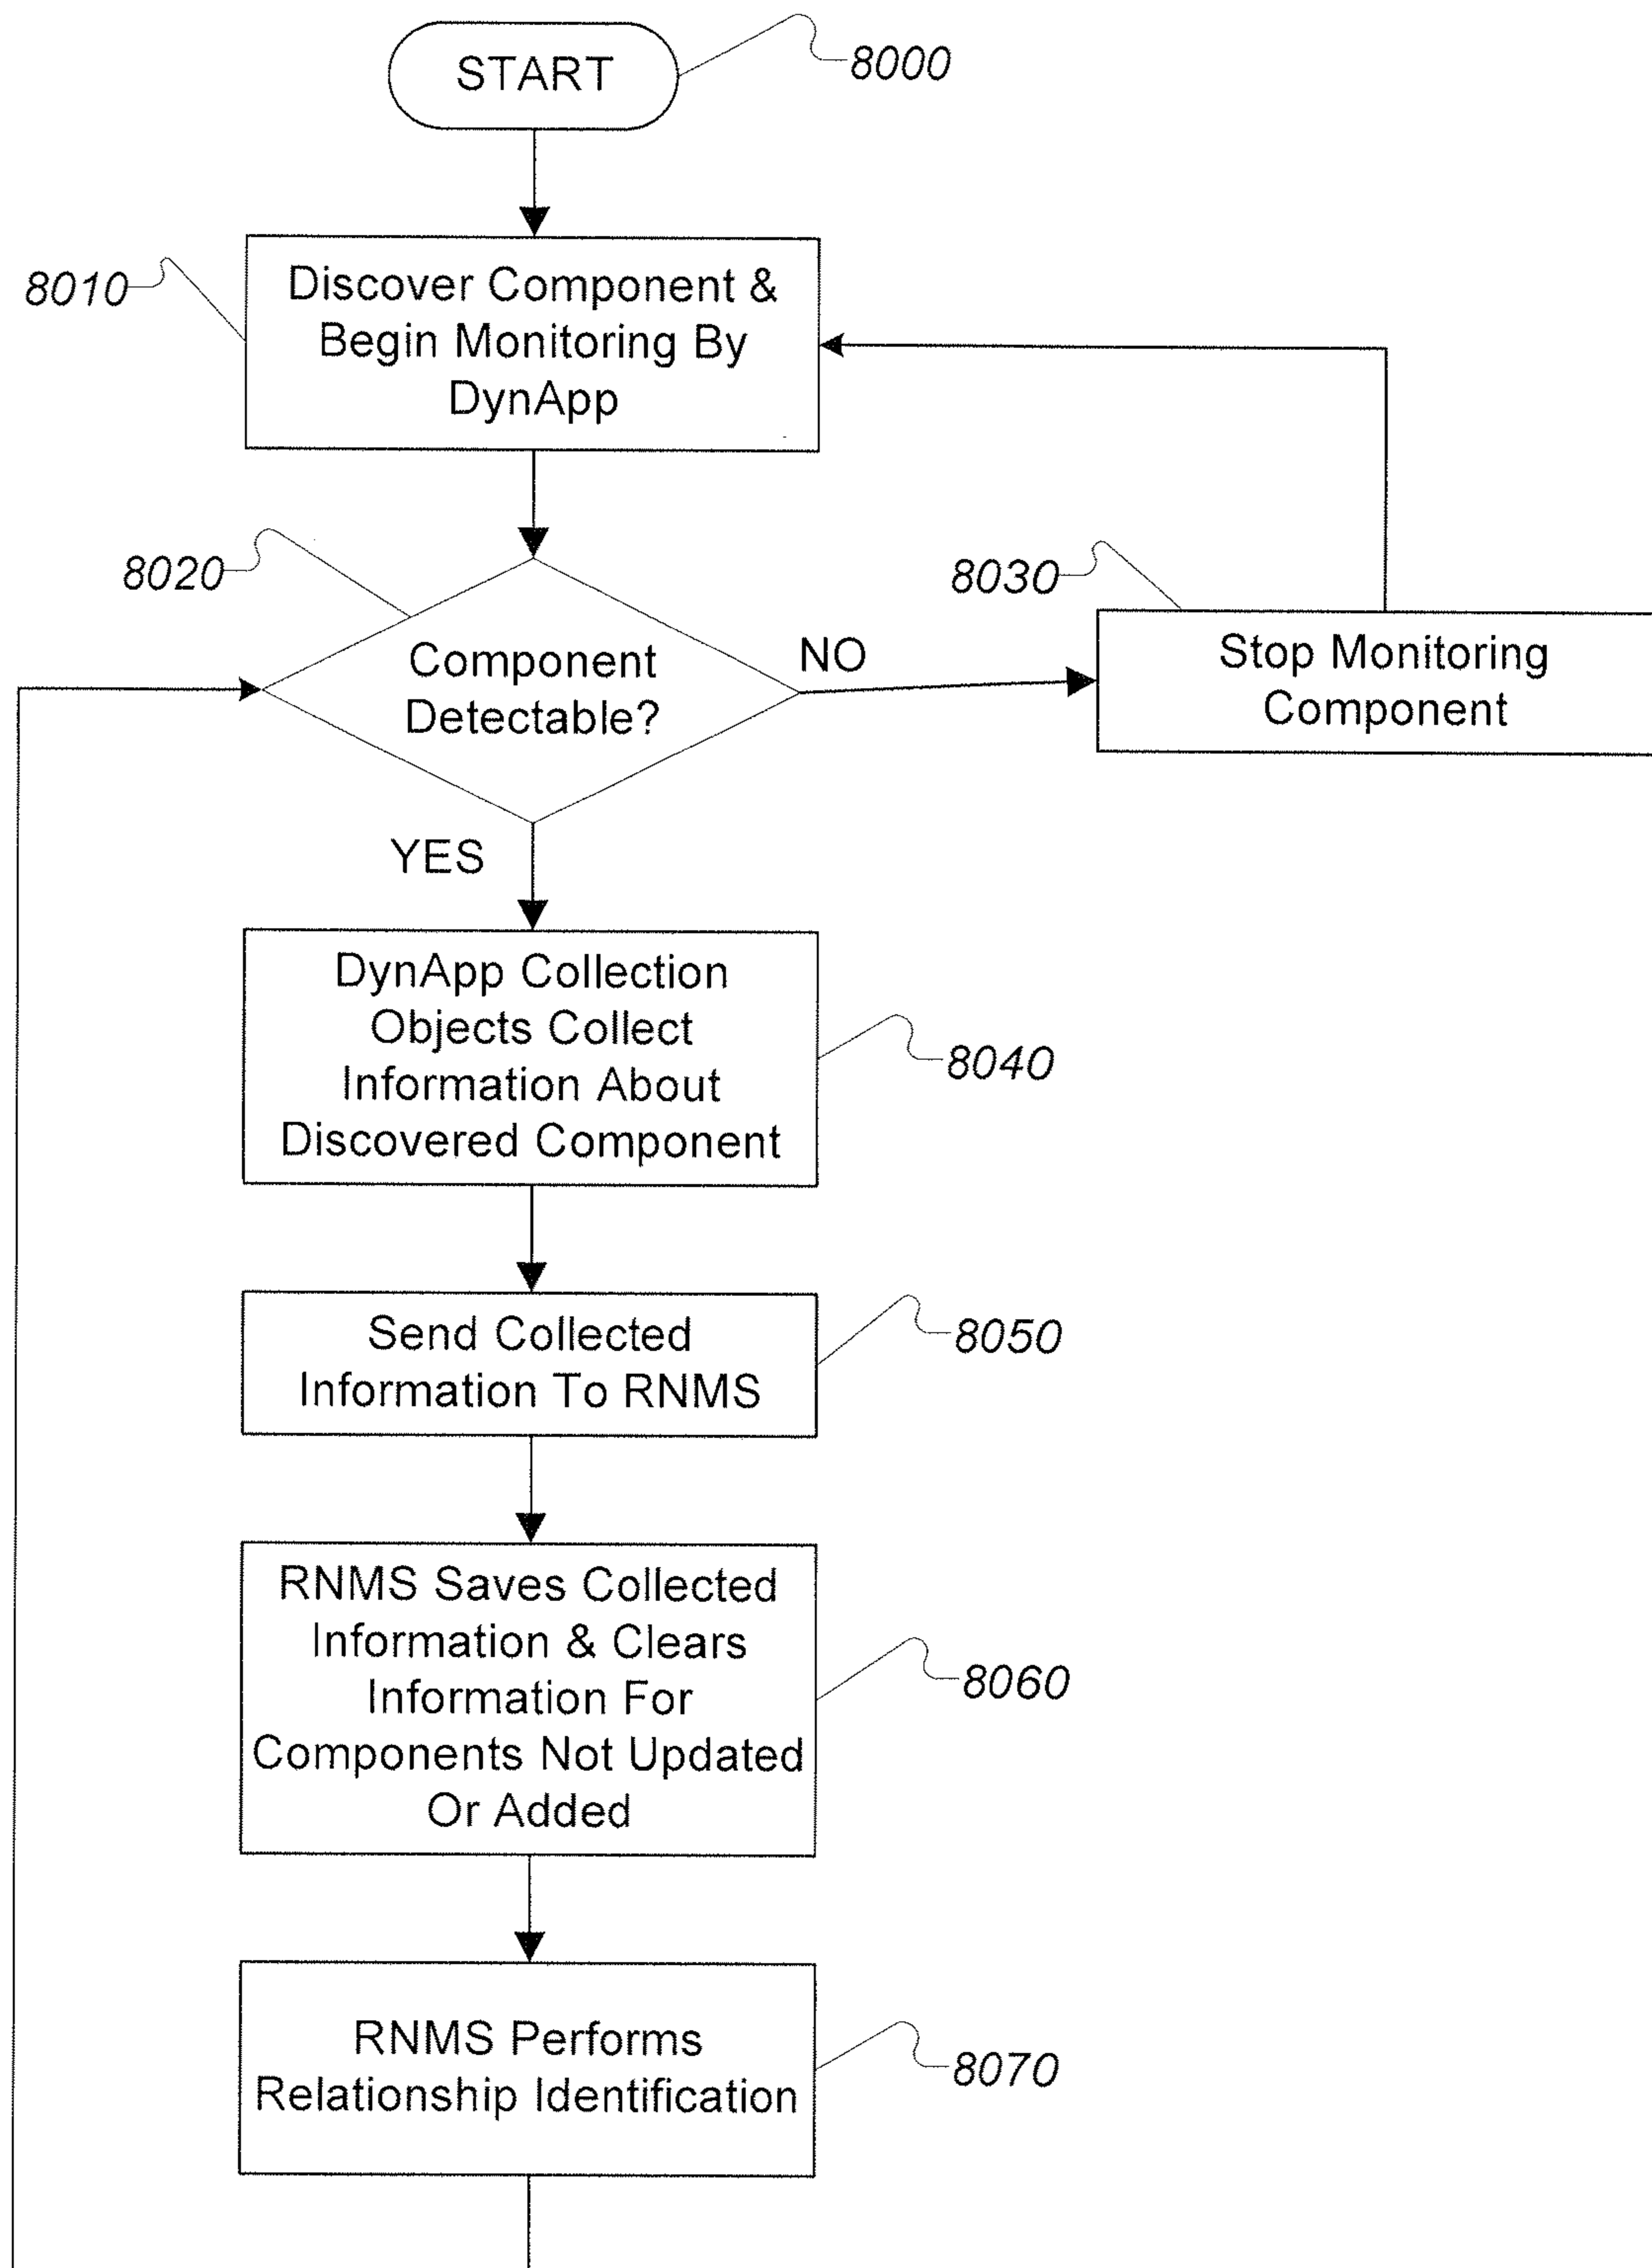 START
8000
8010
Discover Component &
Begin Monitoring By
DynApp
8020
Component
Detectable?
NO
8030
Stop Monitoring
Component
YES
DynApp Collection
Objects Collect
Information About
Discovered Component
8040
Send Collected
Information To RNMS
8050
RNMS Saves Collected
Information & Clears
Information For
Components Not Updated
Or Added
8060
RNMS Performs
Relationship Identification
8070